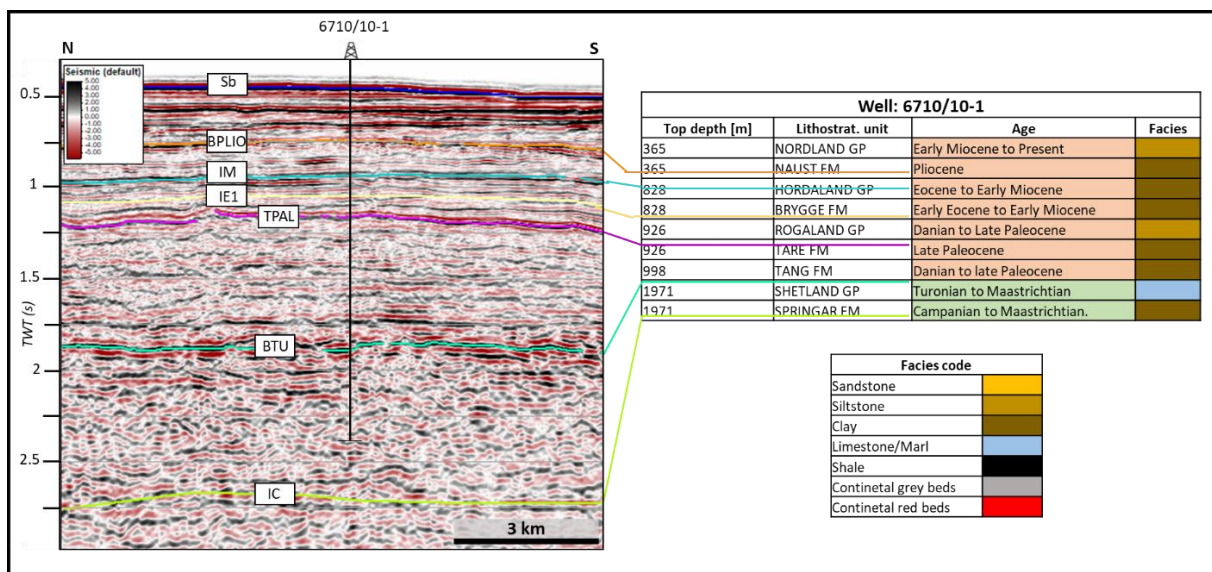 6710/10-1
N
S
Seismic (default)
5.00
4.00
3.00
2.00
1.00
0.00
-1.00
-2.00
-3.00
-4.00
-5.00
Sb
BPLIO
IM
IE1
TPAL
BTU
IC
0.5
1
1.5
2
2.5
TWT (s)
3 km
Well: 6710/10-1
Top depth [m] Lithostrat. unit Age Facies
365 NORDLAND GP Early Miocene to Present
365 NAUST FM Pliocene
828 HORDALAND GP Eocene to Early Miocene
828 BRYGGE FM Early Eocene to Early Miocene
926 ROGALAND GP Danian to Late Paleocene
926 TARE FM Late Paleocene
998 TANG FM Danian to late Paleocene
1971 SHETLAND GP Turonian to Maastrichtian
1971 SPRINGAR FM Campanian to Maastrichtian.
Facies code
Sandstone
Siltstone
Clay
Limestone/Marl
Shale
Continetal grey beds
Continetal red beds